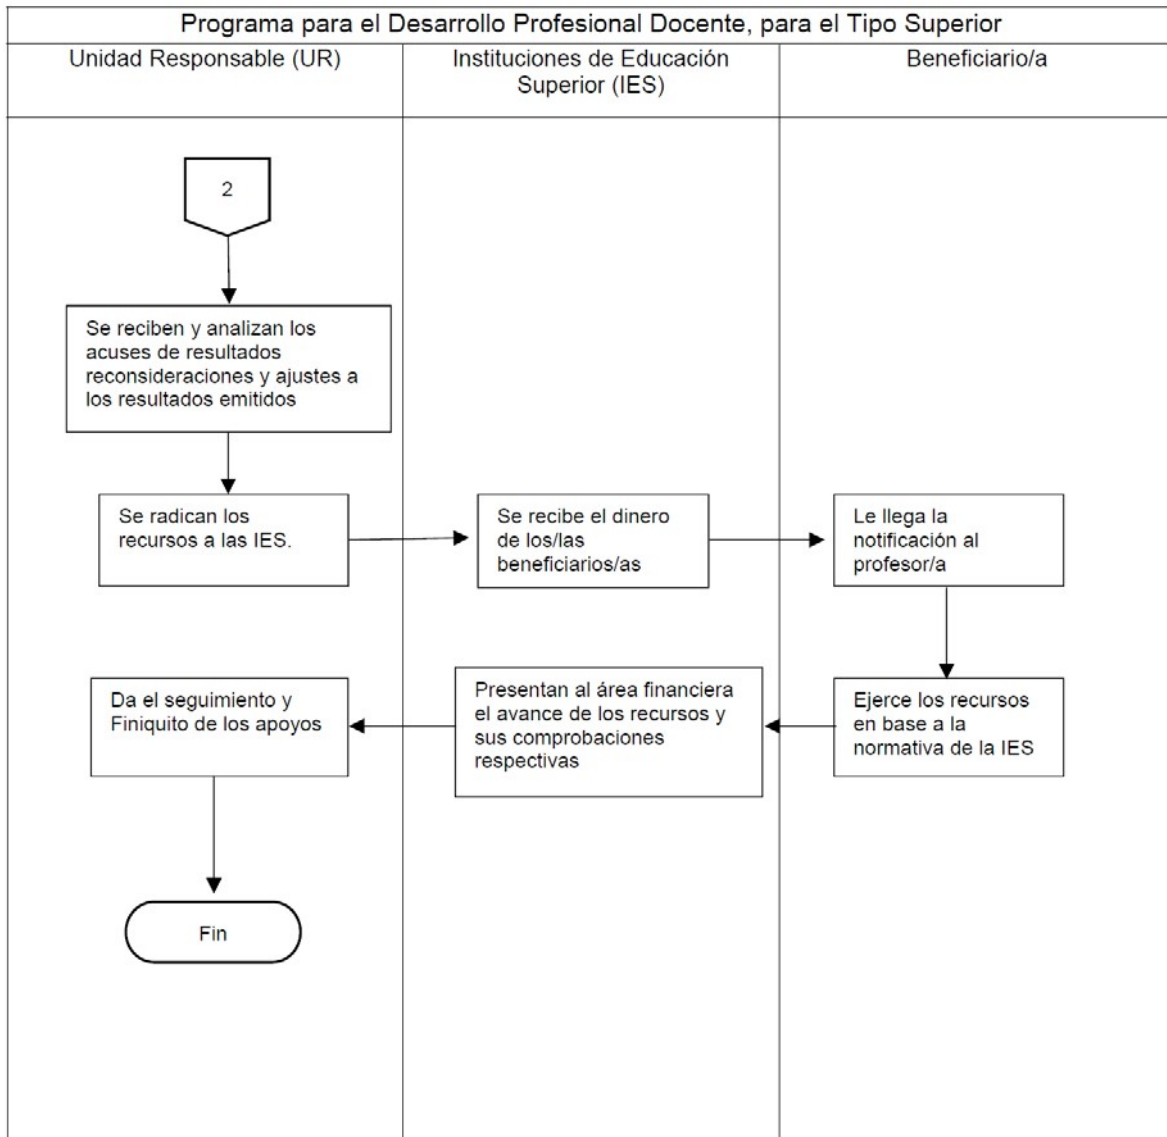 Programa para el Desarrollo Profesional Docente, para el Tipo Superior
Unidad Responsable (UR)
Instituciones de Educación
Superior (IES)
Beneficiario/a
2
Se reciben y analizan los
acuses de resultados
reconsideraciones y ajustes a
los resultados emitidos
Se radican los
recursos a las IES.
Se recibe el dinero
de los/las
beneficiarios/as
Le llega la
notificación al
profesor/a
Ejerce los recursos
en base a la
normativa de la IES
Presentan al área financiera
el avance de los recursos y
sus comprobaciones
respectivas
Da el seguimiento y
Finiquito de los apoyos
Fin